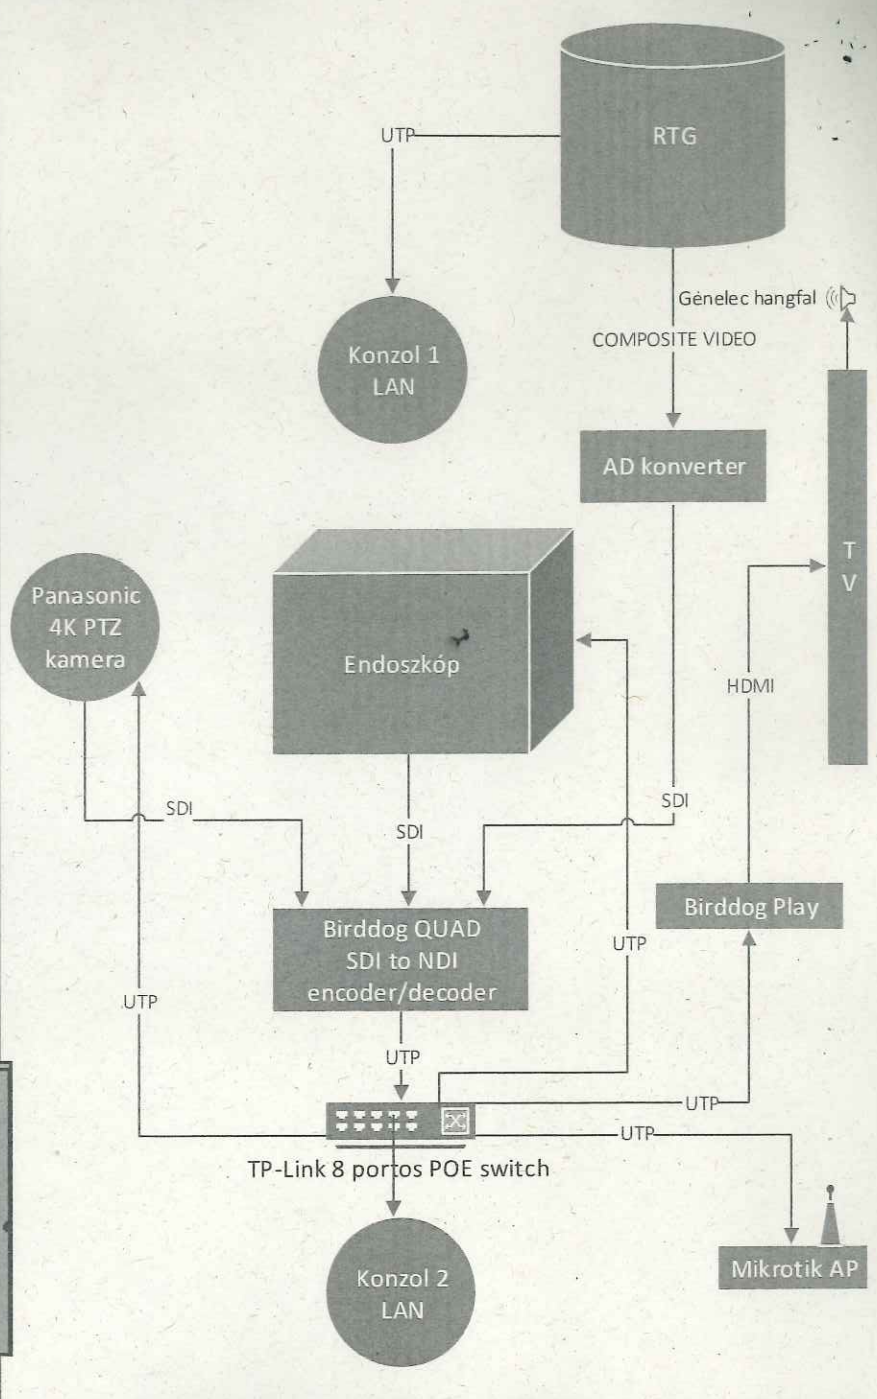 RTG
UTP
Génelec hangfal
COMPOSITE VIDEO
Konzol 1
LAN
AD konverter
T
V
Panasonic
4K PTZ
kamera
Endoszkóp
HDMI
SDI
SDI
SDI
Birddog Play
Birddog QUAD
SDI to NDI
encoder/decoder
UTP
UTP
UTP
UTP
UTP
TP-Link 8 portos POE switch
Mikrotik AP
Konzol 2
LAN